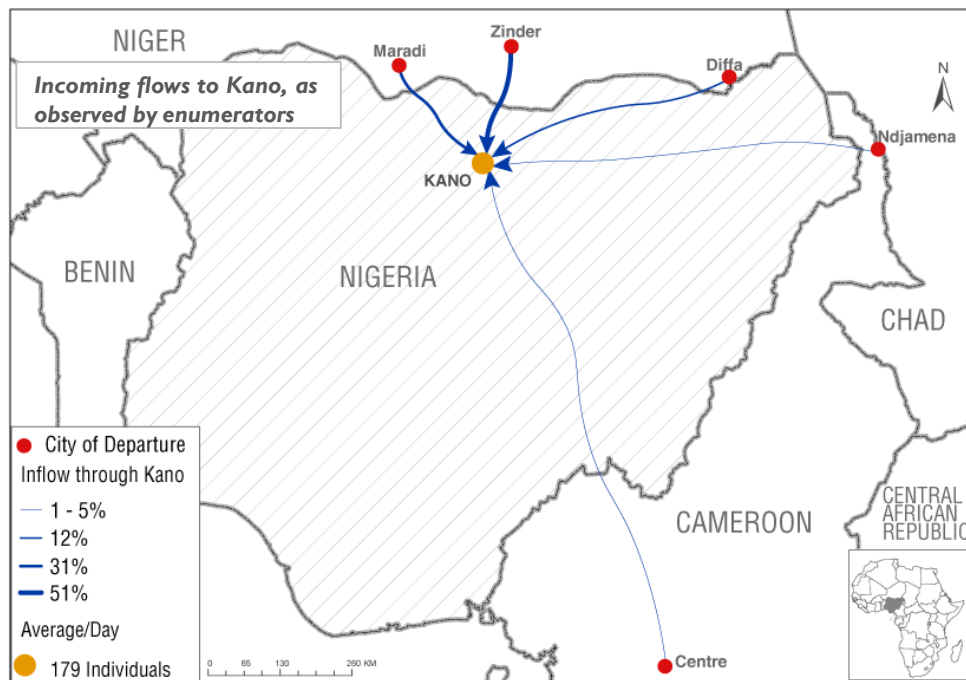 NIGER
Maradi
Zinder
Diffa
N
Incoming flows to Kano, as
observed by enumerators
Ndjamena
KANO
BENIN
NIGERIA
CHAD
City of Departure
Inflow through Kano
1 - 5%
12%
31%
51%
Average/Day
179 Individuals
0 65 130 260 KM
CAMEROON
CENTRAL
AFRICAN
REPUBLIC
Centre